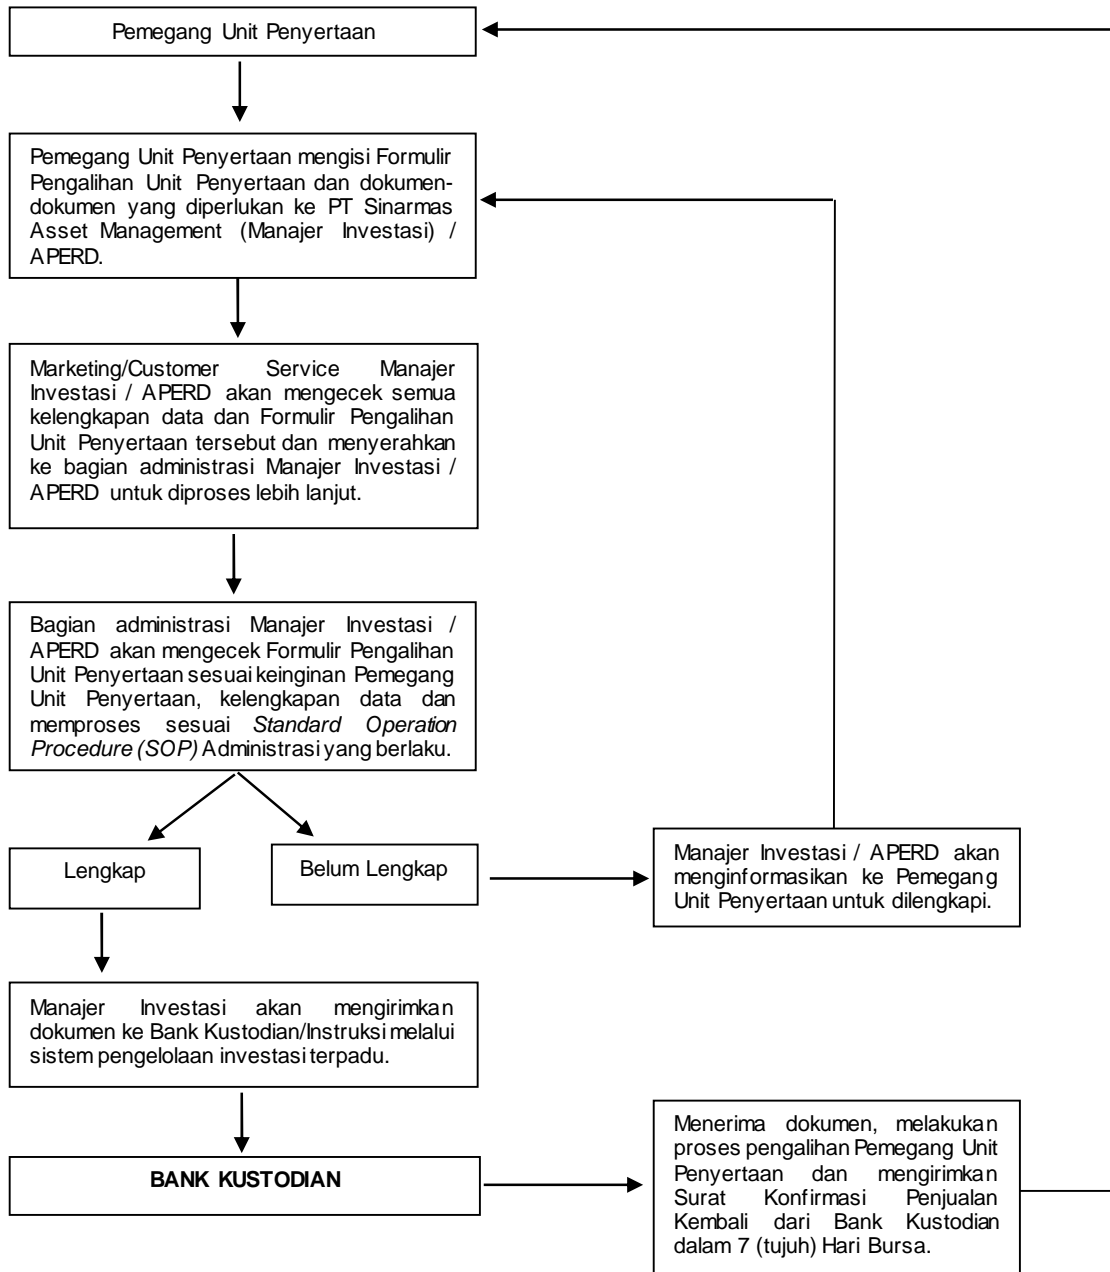 Pemegang Unit Penyertaan
Pemegang Unit Penyertaan mengisi Formulir
Pengalihan Unit Penyertaan dan dokumen-
dokumen yang diperlukan ke PT Sinarmas
Asset Management (Manajer Investasi) /
APERD.
Marketing/Customer Service Manajer
Investasi / APERD akan mengecek semua
kelengkapan data dan Formulir Pengalihan
Unit Penyertaan tersebut dan menyerahkan
ke bagian administrasi Manajer Investasi /
APERD untuk diproses lebih lanjut.
Bagian administrasi Manajer Investasi /
APERD akan mengecek Formulir Pengalihan
Unit Penyertaan sesuai keinginan Pemegang
Unit Penyertaan, kelengkapan data dan
memproses sesuai Standard Operation
Procedure (SOP) Administrasi yang berlaku.
Lengkap
Belum Lengkap
Manajer Investasi / APERD akan
menginformasikan ke Pemegang
Unit Penyertaan untuk dilengkapi.
Manajer Investasi akan mengirimkan
dokumen ke Bank Kustodian/Instruksi melalui
sistem pengelolaan investasi terpadu.
BANK KUSTODIAN
Menerima dokumen, melakukan
proses pengalihan Pemegang Unit
Penyertaan dan mengirimkan
Surat Konfirmasi Penjualan
Kembali dari Bank Kustodian
dalam 7 (tujuh) Hari Bursa.